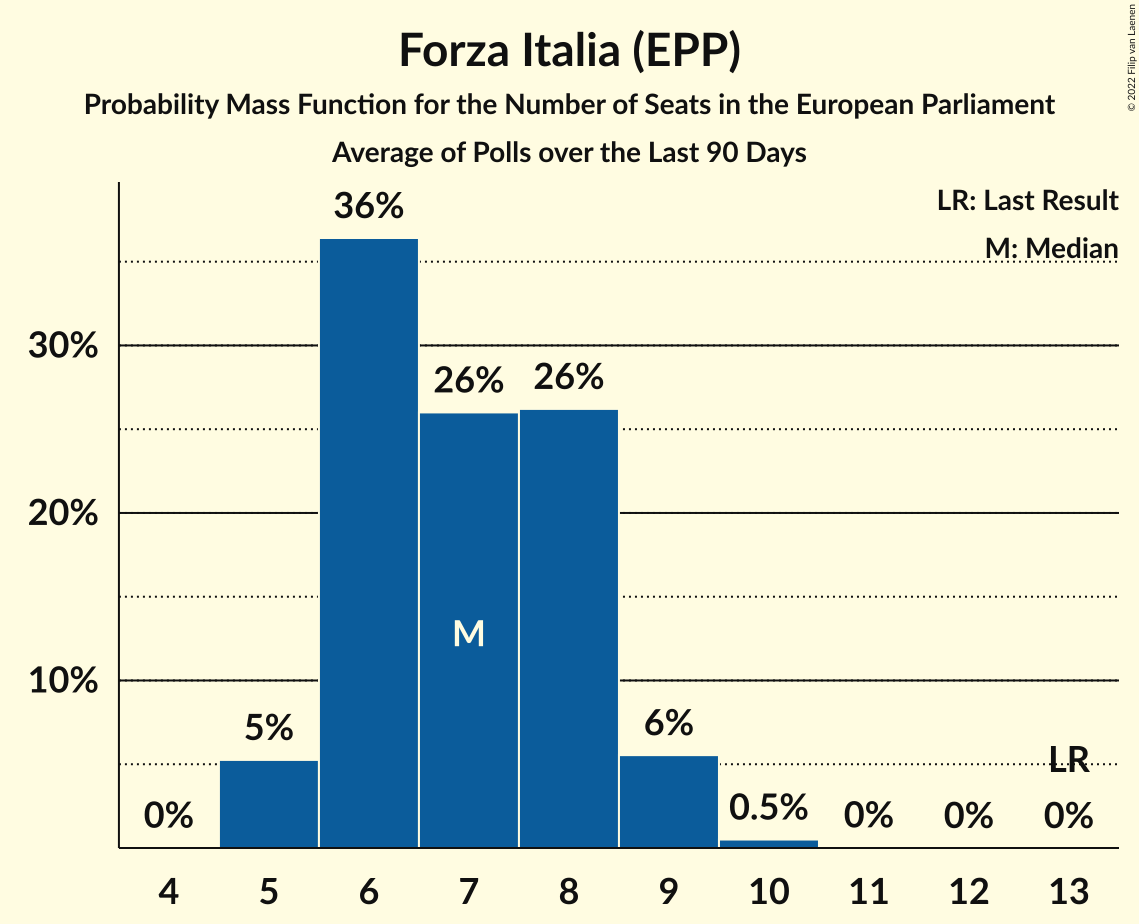 Forza Italia (EPP)
Probability Mass Function for the Number of Seats in the European Parliament
Average of Polls over the Last 90 Days
© 2022 Filip van Laenen
LR: Last Result
M: Median
36%
30%
26%
26%
20%
M
10%
5%
6%
LR
0%
0.5%
0%
0%
0%
4
5
6
7
8
9
10
11
12
13